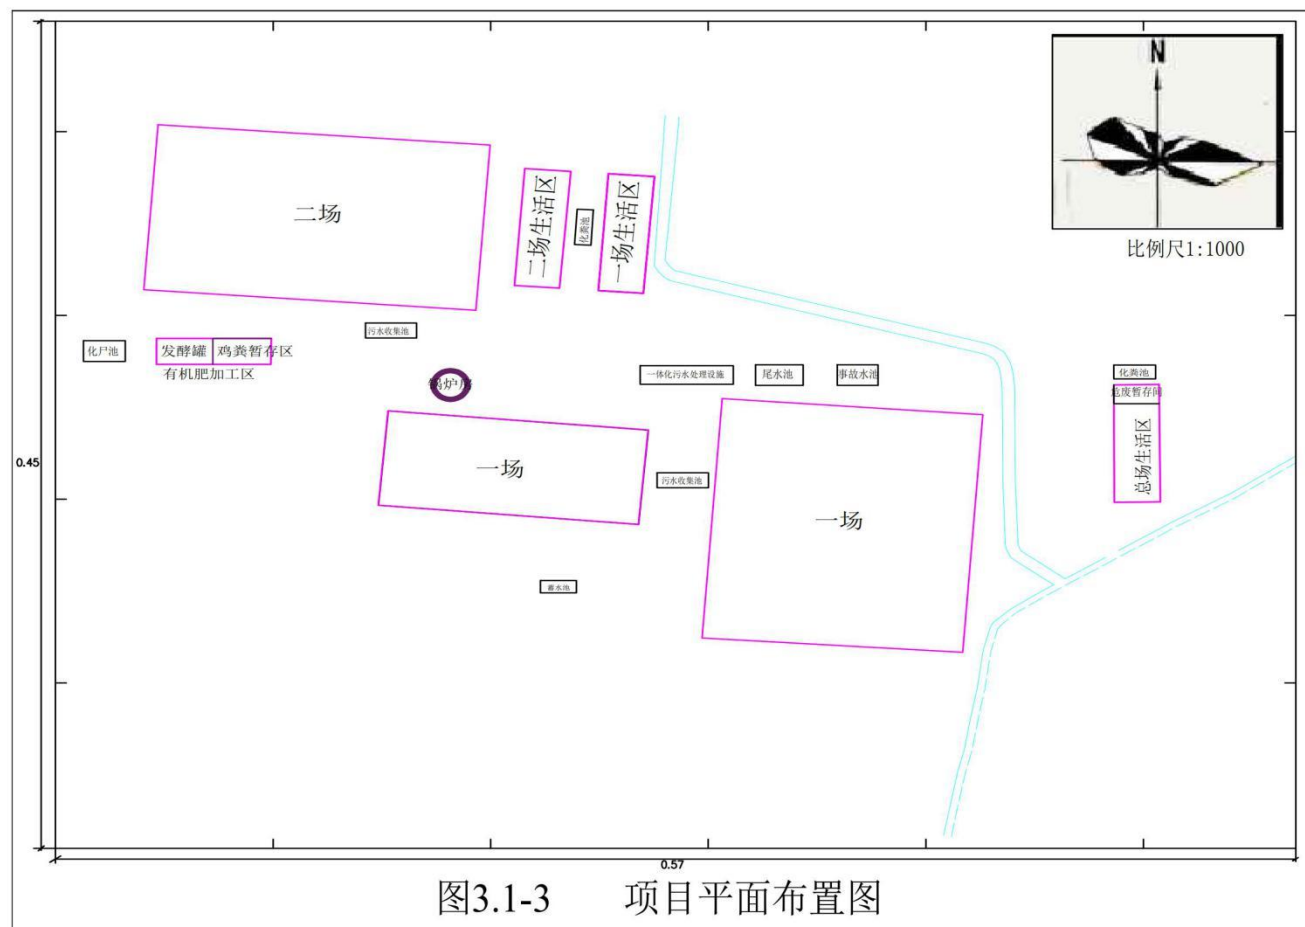 N
比例尺1:1000
二场
二场生活区
化粪池
一场生活区
污水收集池
化尸池
发酵罐
鸡粪暂存区
有机肥加工区
锅炉房
一体化污水处理设施
尾水池
事故水池
化粪池
危废暂存间
总场生活区
一场
污水收集池
一场
蓄水池
0.45
0.57
图3.1-3 项目平面布置图